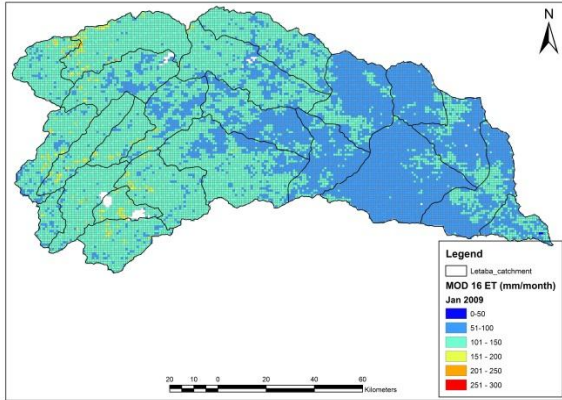 N
Legend
Letaba_catchment
MOD 16 ET (mm/month)
Jan 2009
0-50
51-100
101 - 150
151 - 200
201 - 250
251 - 300
20 10 0 20 40 60
Kilometers